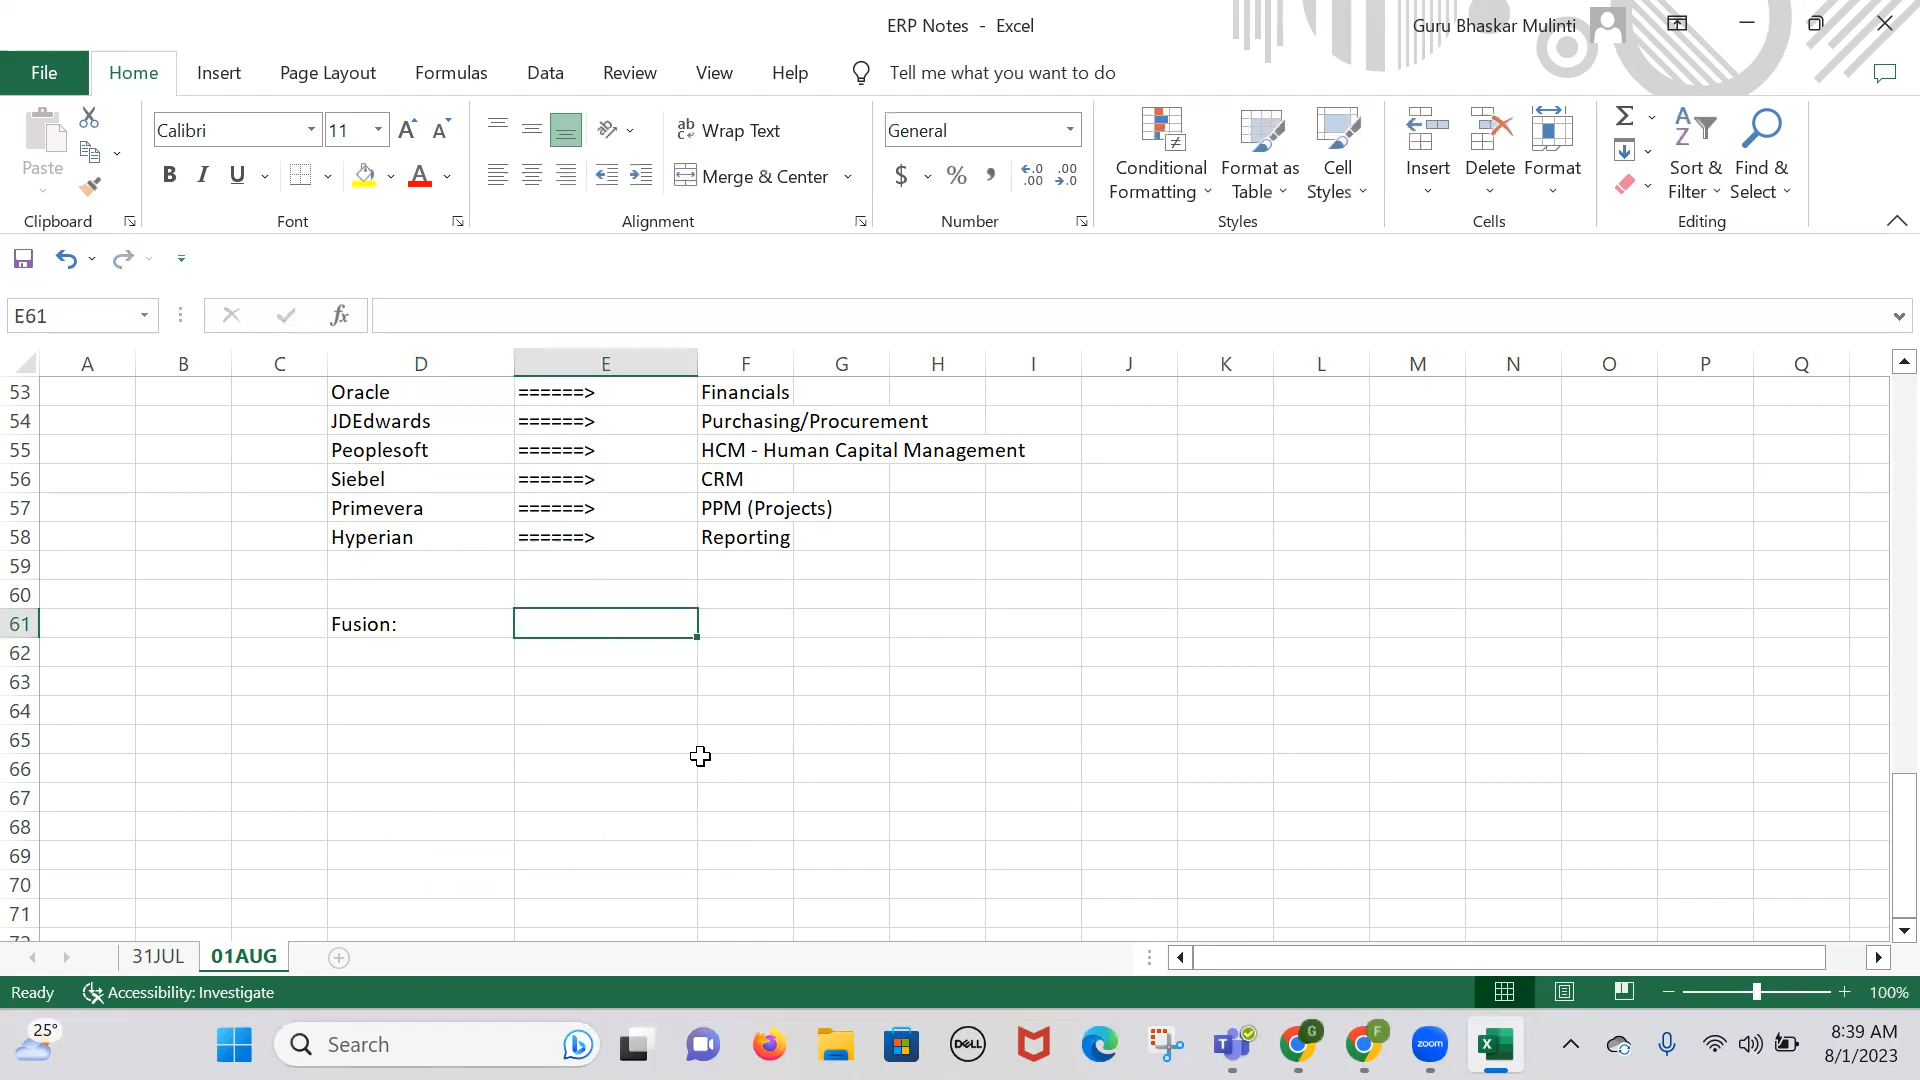 ERP Notes - Excel
Guru Bhaskar Mulinti
File Home Insert Page Layout Formulas Data Review View Help Tell me what you want to do
Calibri 11 ab Wrap Text General
Paste B I U A Merge & Center $ % , Conditional Formatting Format as Table Cell Styles Insert Delete Format Sort & Filter Find & Select
Clipboard Font Alignment Number Styles Cells Editing
E61 fx
A B C D E F G H I J K L M N O P Q
53 Oracle ======> Financials
54 JDEdwards ======> Purchasing/Procurement
55 Peoplesoft ======> HCM - Human Capital Management
56 Siebel ======> CRM
57 Primevera ======> PPM (Projects)
58 Hyperian ======> Reporting
59
60
61 Fusion:
62
63
64
65
66
67
68
69
70
71
72
31JUL 01AUG
Ready Accessibility: Investigate 100%
25° Search DELL zoom 8:39 AM
8/1/2023